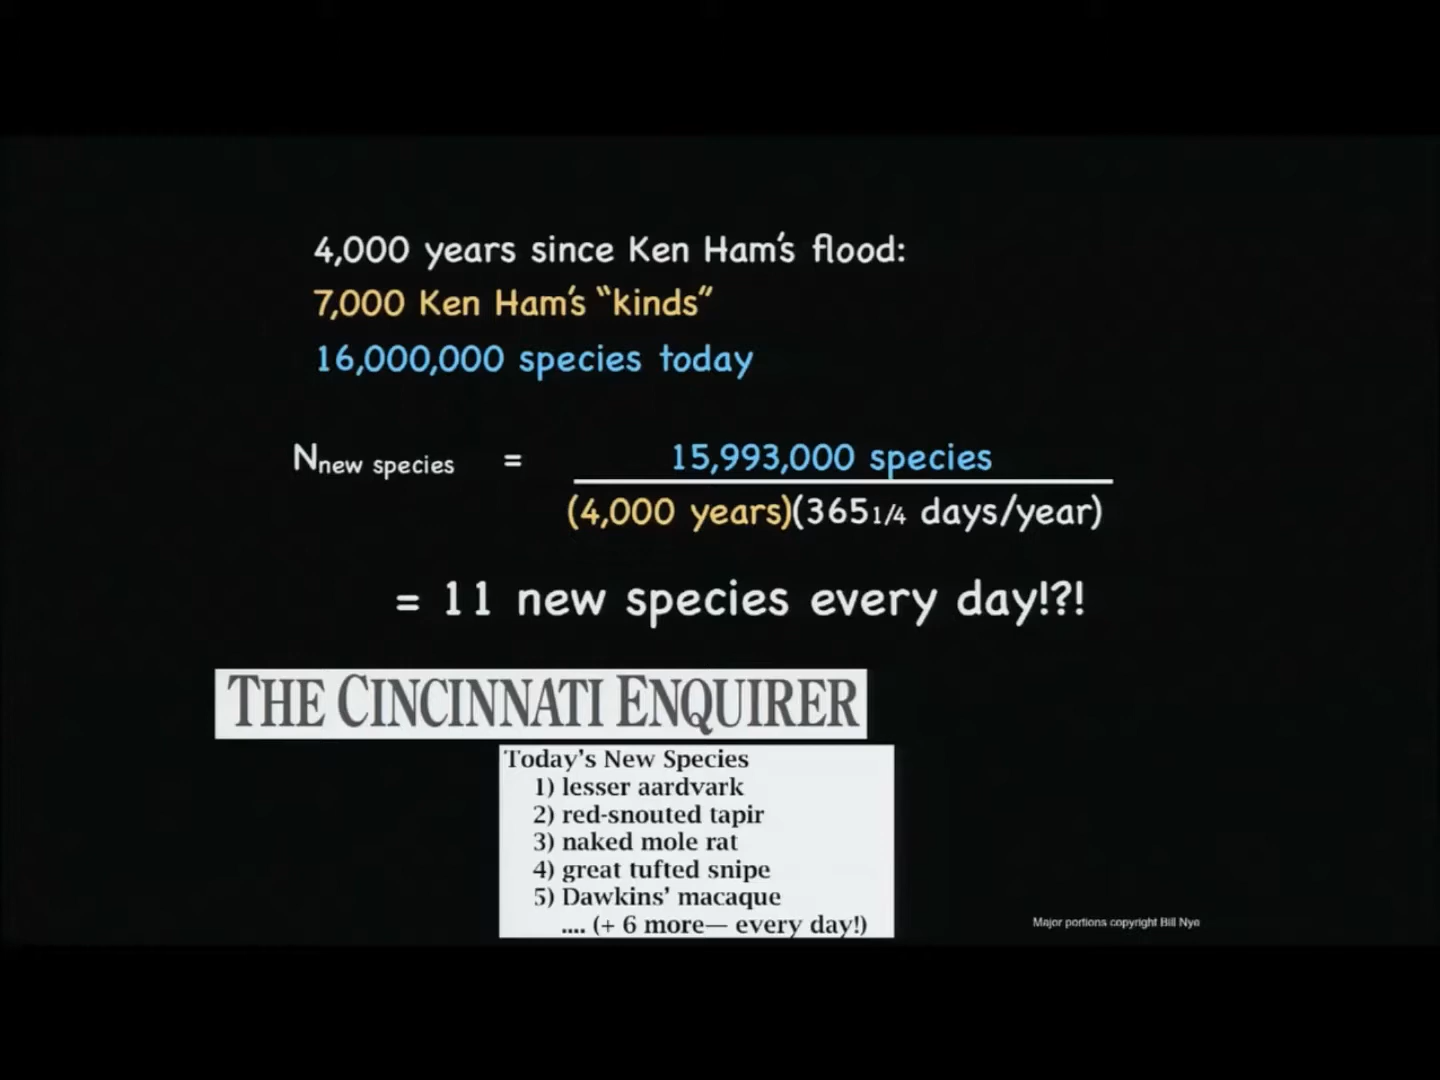 4,000 years since Ken Ham's flood:
7,000 Ken Ham's “kinds”
16,000,000 species today
Nnew species = 15,993,000 species
(4,000 years)(365 1/4 days/year)
= 11 new species every day!?!
THE CINCINNATI ENQUIRER
Today's New Species
1) lesser aardvark
2) red-snouted tapir
3) naked mole rat
4) great tufted snipe
5) Dawkins' macaque
.... (+ 6 more— every day!)
Major portions copyright Bill Nye